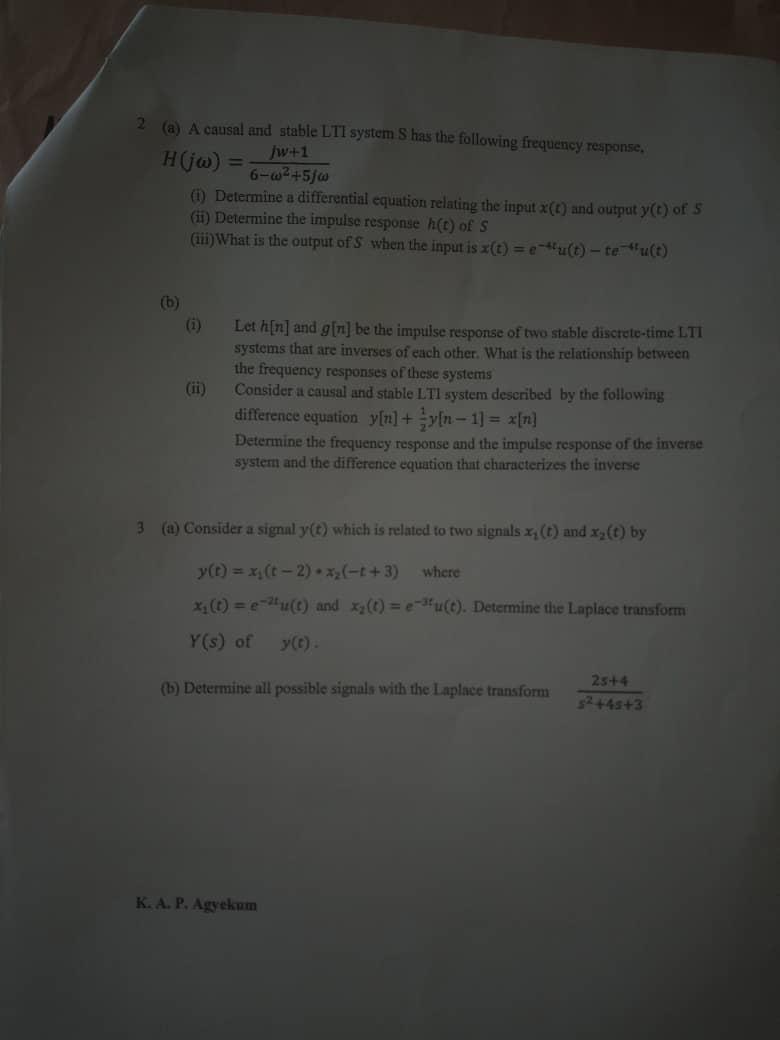 2 (a) A causal and stable LTI system S has the following frequency response,
H(jω) = jw+1 / 6−ω²+5jω
(i) Determine a differential equation relating the input x(t) and output y(t) of S
(ii) Determine the impulse response h(t) of S
(iii)What is the output of S when the input is x(t) = e⁻⁴ᵗu(t) − te⁻⁴ᵗu(t)
(b)
(i) Let h[n] and g[n] be the impulse response of two stable discrete-time LTI
systems that are inverses of each other. What is the relationship between
the frequency responses of these systems
(ii) Consider a causal and stable LTI system described by the following
difference equation y[n] + ½y[n − 1] = x[n]
Determine the frequency response and the impulse response of the inverse
system and the difference equation that characterizes the inverse
3 (a) Consider a signal y(t) which is related to two signals x₁(t) and x₂(t) by
y(t) = x₁(t − 2) * x₂(−t + 3) where
x₁(t) = e⁻²ᵗu(t) and x₂(t) = e⁻³ᵗu(t). Determine the Laplace transform
Y(s) of y(t).
(b) Determine all possible signals with the Laplace transform 2s+4 / s²+4s+3
K. A. P. Agyekum